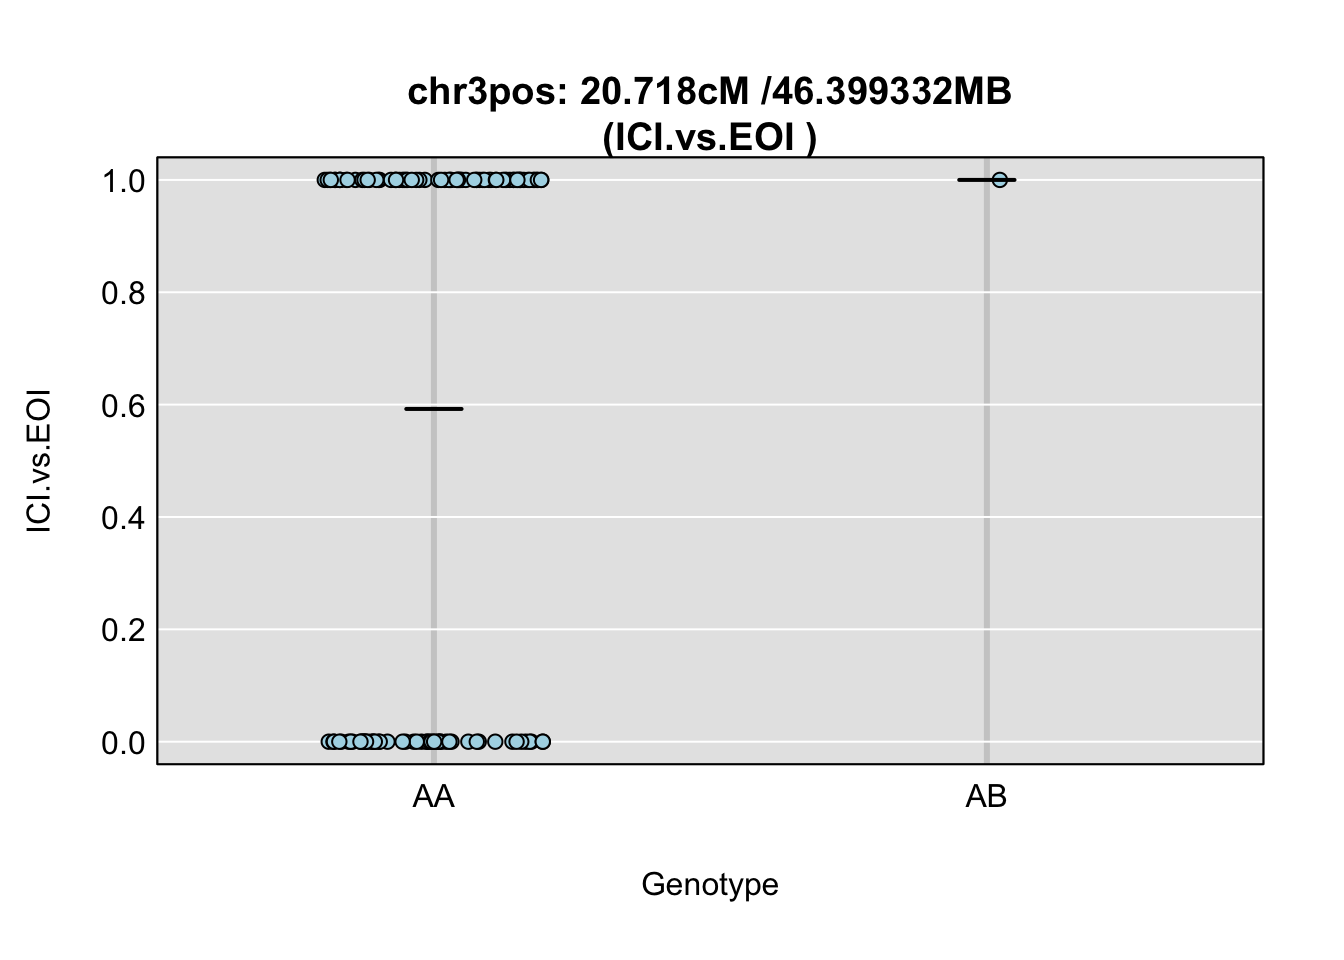 chr3pos: 20.718cM /46.399332MB
(ICI.vs.EOI )
ICI.vs.EOI
1.0
0.8
0.6
0.4
0.2
0.0
AA
AB
Genotype